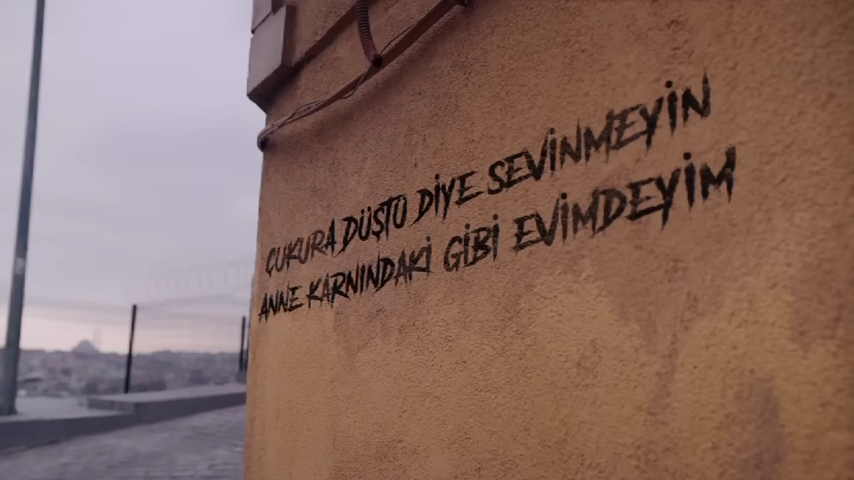 ÇUKURA DÜŞTÜ DİYE SEVİNMEYİN
ANNE KARNINDAKİ GİBİ EVİMDEYİM